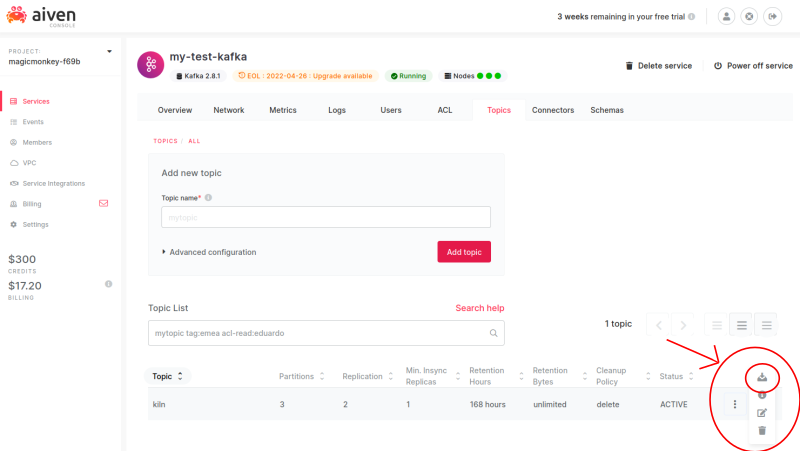 aiven
CONSOLE
3 weeks remaining in your free trial
PROJECT:
magicmonkey-f69b
my-test-kafka
Kafka 2.8.1
EOL : 2022-04-26 : Upgrade available
Running
Nodes
Delete service
Power off service
Services
Events
Members
VPC
Service Integrations
Billing
Settings
$300
CREDITS
$17.20
BILLING
Overview
Network
Metrics
Logs
Users
ACL
Topics
Connectors
Schemas
TOPICS / ALL
Add new topic
Topic name*
mytopic
Advanced configuration
Add topic
Topic List
Search help
mytopic tag:emea acl-read:eduardo
1 topic
Topic
Partitions
Replication
Min. Insync
Replicas
Retention
Hours
Retention
Bytes
Cleanup
Policy
Status
kiln
3
2
1
168 hours
unlimited
delete
ACTIVE